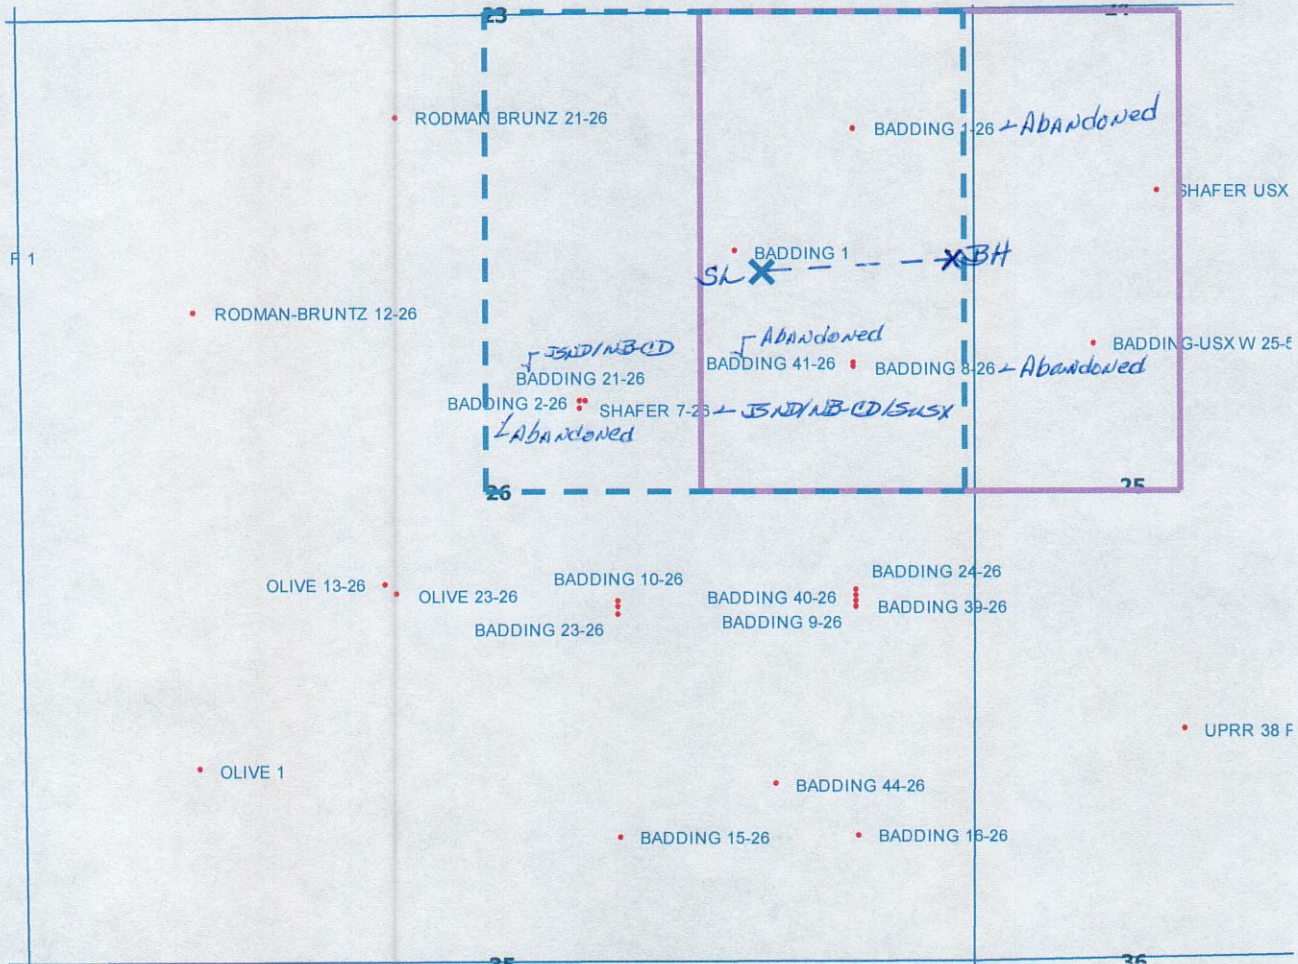 23
24
RODMAN BRUNZ 21-26
BADDING 1-26 Abandoned
SHAFER USX
BADDING 1
SL X - - - X BH
RODMAN-BRUNTZ 12-26
JSND/NB-CD
Abandoned
BADDING-USX W 25-5
BADDING 21-26
BADDING 41-26
BADDING 8-26 Abandoned
BADDING 2-26
SHAFER 7-26 JSND/NB-CD/SUSX
Abandoned
26
25
OLIVE 13-26
OLIVE 23-26
BADDING 10-26
BADDING 23-26
BADDING 24-26
BADDING 40-26
BADDING 39-26
BADDING 9-26
UPRR 38
OLIVE 1
BADDING 44-26
BADDING 15-26
BADDING 16-26
35
36